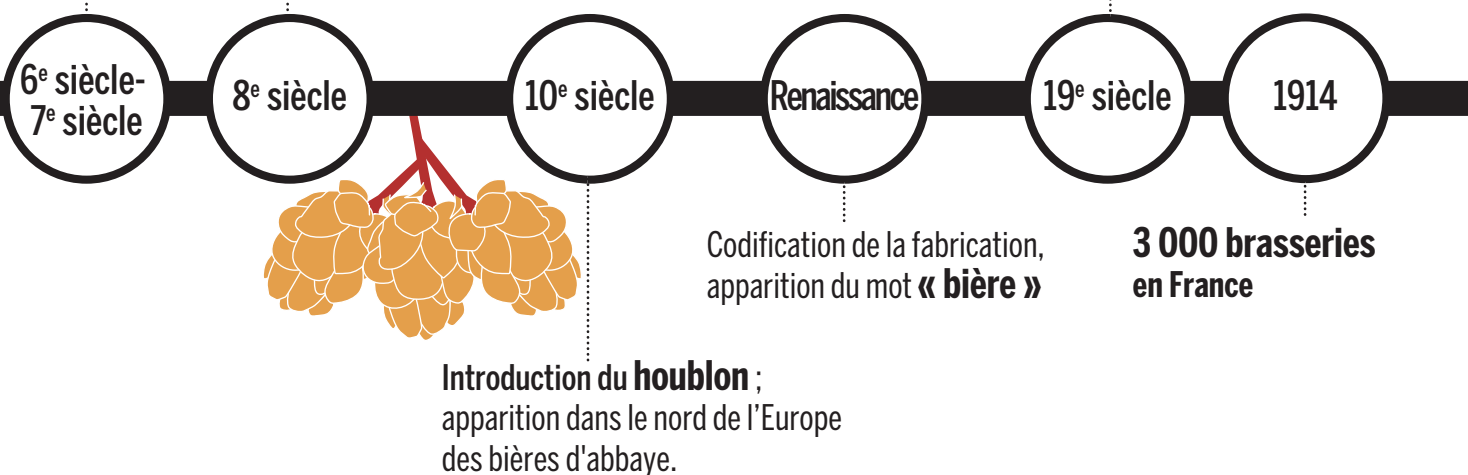 6e siècle-
7e siècle
8e siècle
10e siècle
Renaissance
19e siècle
1914
Codification de la fabrication,
apparition du mot « bière »
3 000 brasseries
en France
Introduction du houblon ;
apparition dans le nord de l’Europe
des bières d'abbaye.